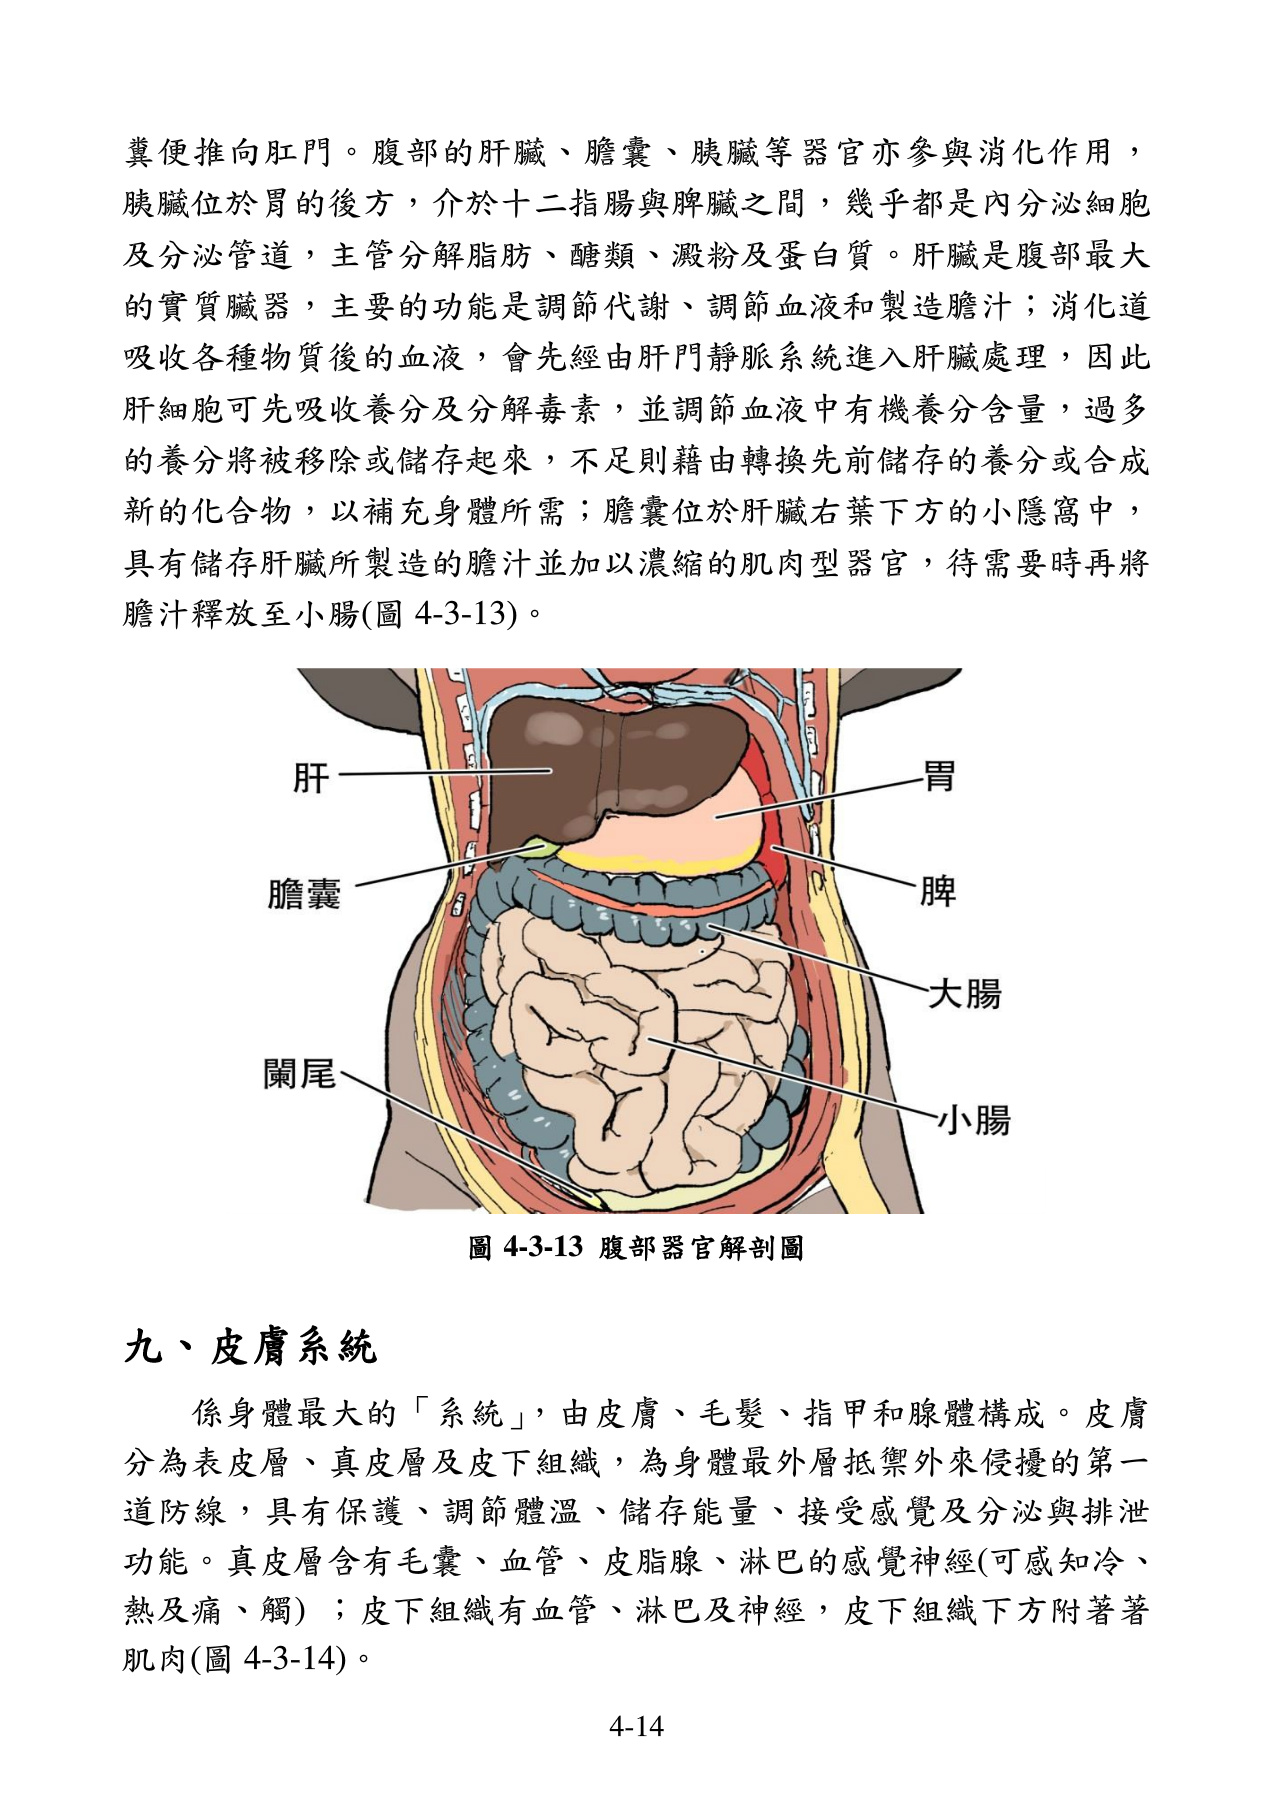 糞便推向肛門。腹部的肝臟、膽囊、胰臟等器官亦參與消化作用，
胰臟位於胃的後方，介於十二指腸與脾臟之間，幾乎都是內分泌細胞
及分泌管道，主管分解脂肪、醣類、澱粉及蛋白質。肝臟是腹部最大
的實質臟器，主要的功能是調節代謝、調節血液和製造膽汁；消化道
吸收各種物質後的血液，會先經由肝門靜脈系統進入肝臟處理，因此
肝細胞可先吸收養分及分解毒素，並調節血液中有機養分含量，過多
的養分將被移除或儲存起來，不足則藉由轉換先前儲存的養分或合成
新的化合物，以補充身體所需；膽囊位於肝臟右葉下方的小隱窩中，
具有儲存肝臟所製造的膽汁並加以濃縮的肌肉型器官，待需要時再將
膽汁釋放至小腸(圖 4-3-13)。
肝
胃
膽囊
脾
大腸
闌尾
小腸
圖 4-3-13 腹部器官解剖圖
九、皮膚系統
係身體最大的「系統」，由皮膚、毛髮、指甲和腺體構成。皮膚
分為表皮層、真皮層及皮下組織，為身體最外層抵禦外來侵擾的第一
道防線，具有保護、調節體溫、儲存能量、接受感覺及分泌與排泄
功能。真皮層含有毛囊、血管、皮脂腺、淋巴的感覺神經(可感知冷、
熱及痛、觸) ；皮下組織有血管、淋巴及神經，皮下組織下方附著著
肌肉(圖 4-3-14)。
4-14